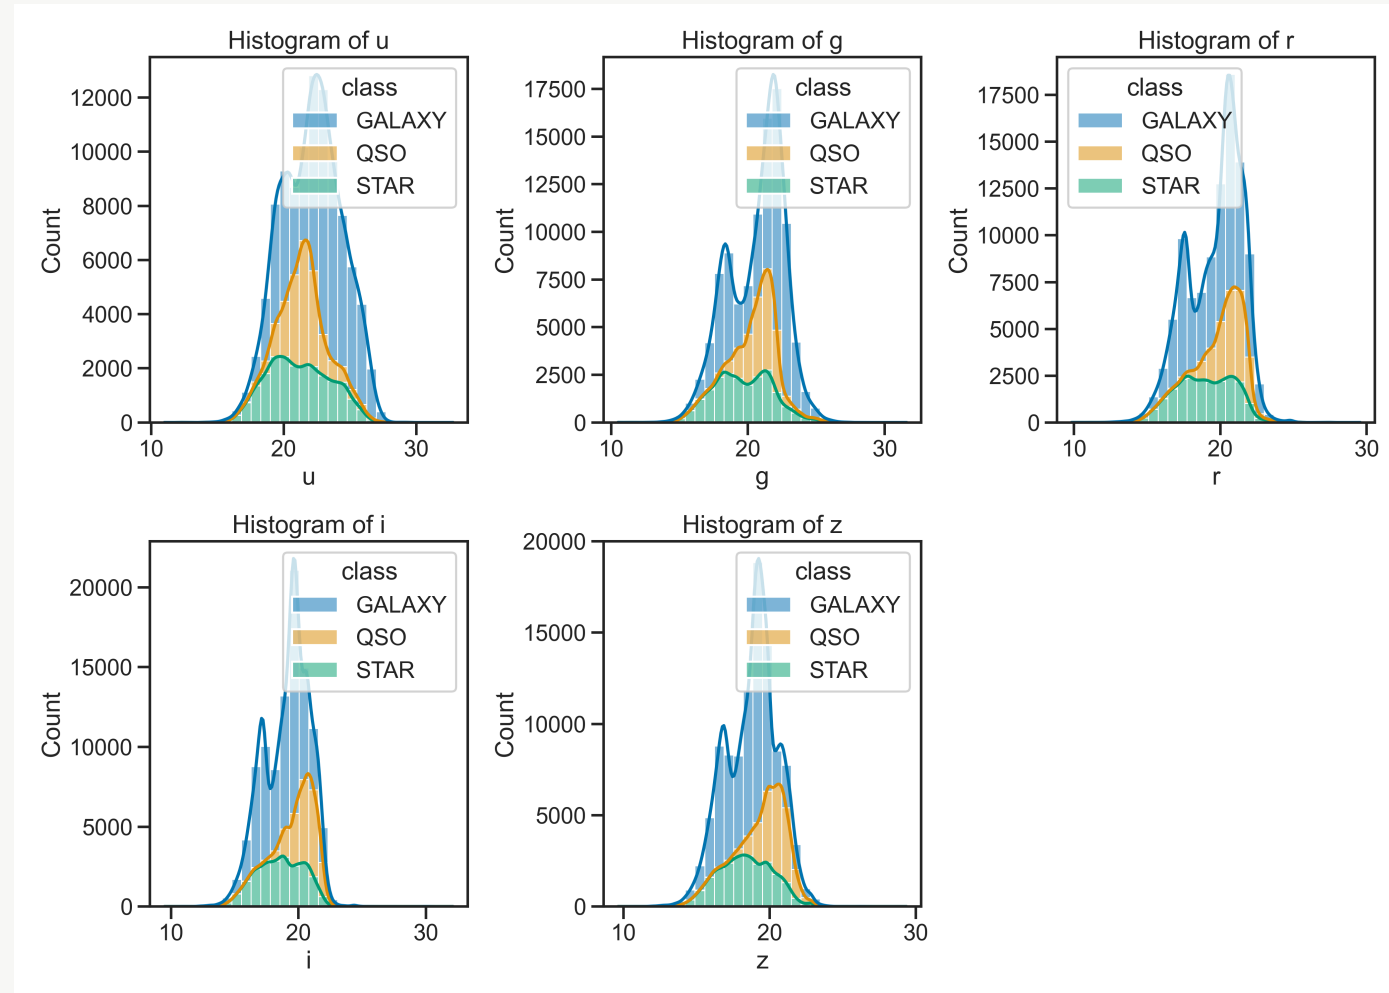 Histogram of u
Histogram of g
Histogram of r
class
GALAXY
QSO
STAR
12000
10000
8000
6000
4000
2000
0
Count
10
20
30
u
class
GALAXY
QSO
STAR
17500
15000
12500
10000
7500
5000
2500
0
Count
10
20
30
g
class
GALAXY
QSO
STAR
17500
15000
12500
10000
7500
5000
2500
0
Count
10
20
30
r
Histogram of i
Histogram of z
class
GALAXY
QSO
STAR
20000
15000
10000
5000
0
Count
10
20
30
i
class
GALAXY
QSO
STAR
20000
15000
10000
5000
0
Count
10
20
30
z